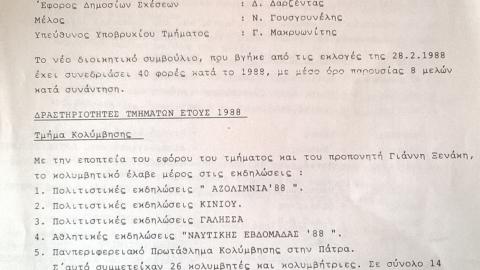 Έφορος Δημοσίων Σχέσεων : Δ. Δαρζέντας
Μέλος : Ν. Γουσγουνέλης
Υπεύθυνος Υποβρυχίου Τμήματος : Γ. Μακρυωνίτης
Το νέο διοικητικό συμβούλιο, που βγήκε από τις εκλογές της 28.2.1988
έχει συνεδριάσει 40 φορές κατά το 1988, με μέσο όρο παρουσίας 8 μελών
κατά συνάντηση.
ΔΡΑΣΤΗΡΙΟΤΗΤΕΣ ΤΜΗΜΑΤΩΝ ΕΤΟΥΣ 1988
Τμήμα Κολύμβησης
Με την εποπτεία του εφόρου του τμήματος και του προπονητή Γιάννη Ξενάκη,
το κολυμβητικό έλαβε μέρος στις εκδηλώσεις :
1. Πολιτιστικές εκδηλώσεις " ΑΖΟΛΙΜΝΙΑ'88 ".
2. Πολιτιστικές εκδηλώσεις ΚΙΝΙΟΥ.
3. Πολιτιστικές εκδηλώσεις ΓΑΛΗΣΣΑ
4. Αθλητικές εκδηλώσεις "ΝΑΥΤΙΚΗΣ ΕΒΔΟΜΑΔΑΣ '88 ".
5. Πανπεριφερειακό Πρωτάθλημα Κολύμβησης στην Πάτρα.
Σ'αυτό συμμετείχαν 26 κολυμβητές και κολυμβήτριες. Σε σύνολο 14